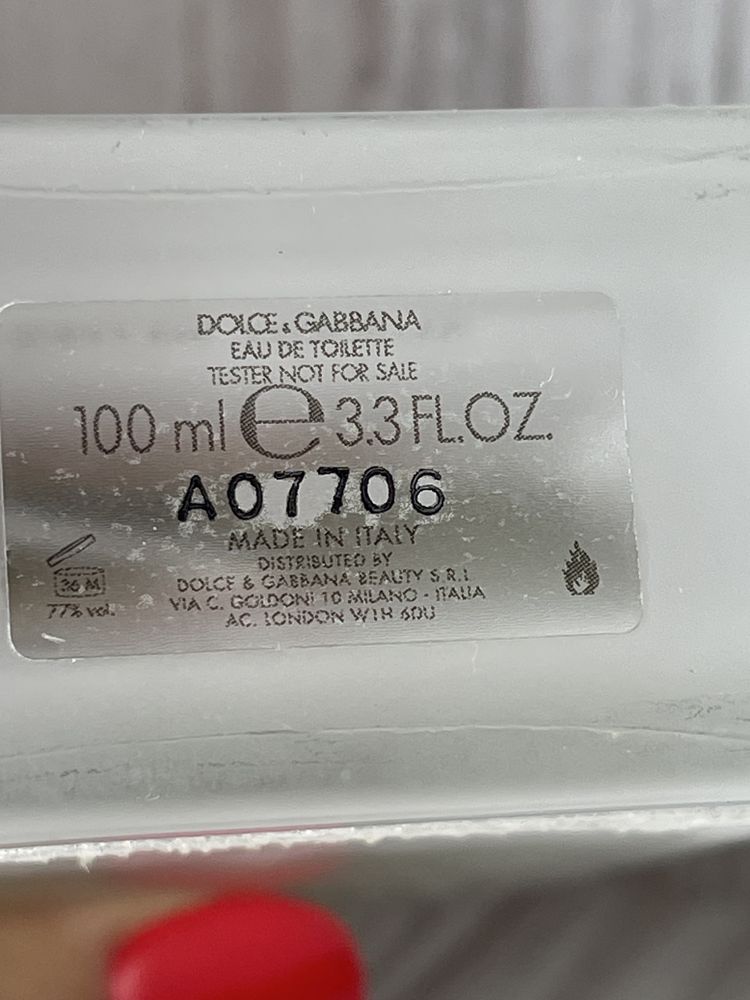 DOLCE & GABBANA
EAU DE TOILETTE
TESTER NOT FOR SALE
100 ml e 3.3 FL.OZ.
A07706
MADE IN ITALY
DISTRIBUTED BY
DOLCE & GABBANA BEAUTY S.R.L
VIA C. GOLDONI 10 MILANO - ITALIA
AC. LONDON W1H 6DU
36 M
77% vol.